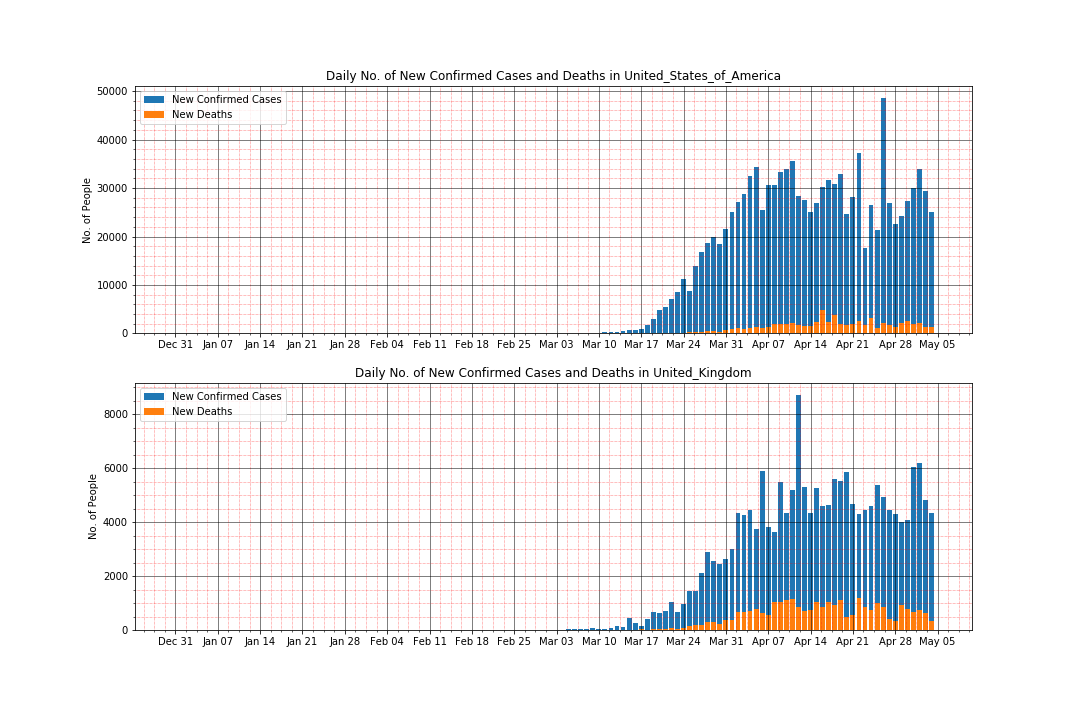 Daily No. of New Confirmed Cases and Deaths in United_States_of_America
New Confirmed Cases
New Deaths
No. of People
50000
40000
30000
20000
10000
0
Dec 31 Jan 07 Jan 14 Jan 21 Jan 28 Feb 04 Feb 11 Feb 18 Feb 25 Mar 03 Mar 10 Mar 17 Mar 24 Mar 31 Apr 07 Apr 14 Apr 21 Apr 28 May 05
Daily No. of New Confirmed Cases and Deaths in United_Kingdom
New Confirmed Cases
New Deaths
No. of People
8000
6000
4000
2000
0
Dec 31 Jan 07 Jan 14 Jan 21 Jan 28 Feb 04 Feb 11 Feb 18 Feb 25 Mar 03 Mar 10 Mar 17 Mar 24 Mar 31 Apr 07 Apr 14 Apr 21 Apr 28 May 05